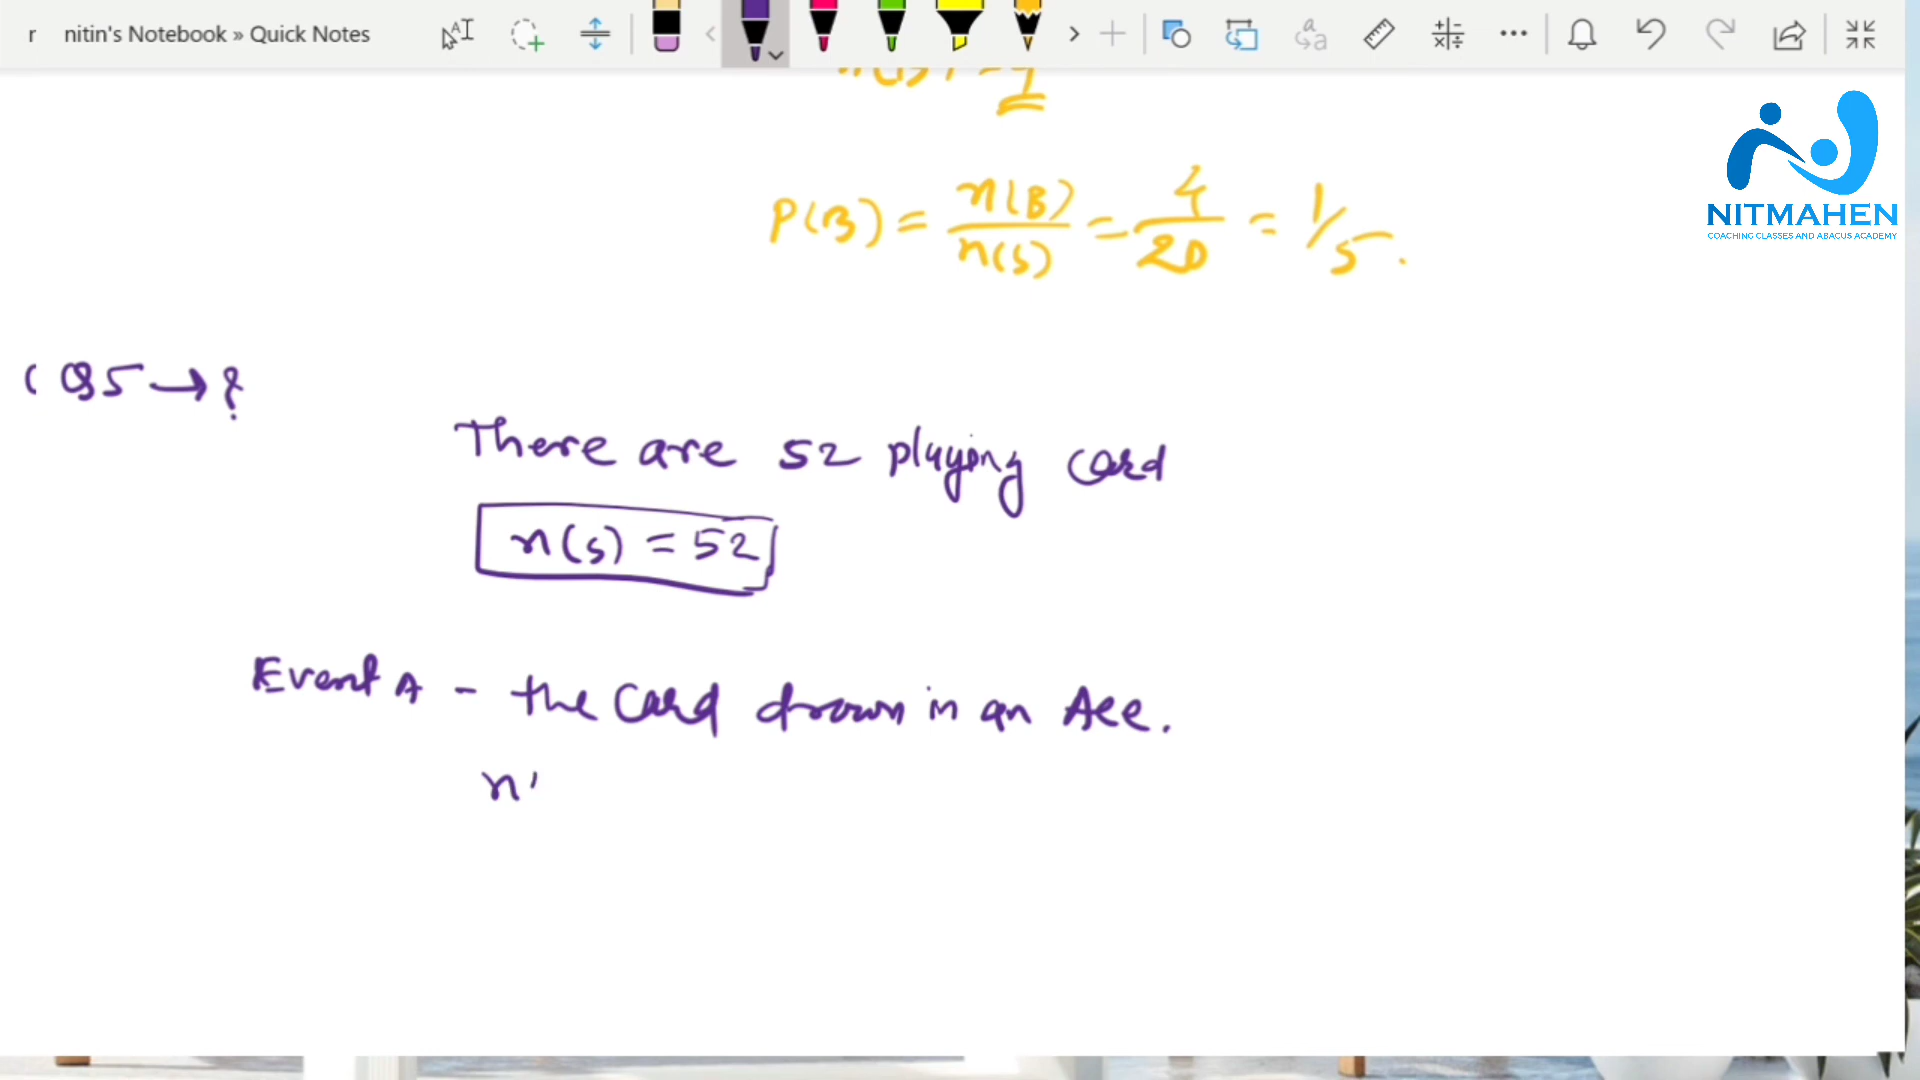 r nitin's Notebook » Quick Notes
NITMAHEN
COACHING CLASSES AND ABACUS ACADEMY
P(B) = n(B)/n(S) = 4/20 = 1/5.
( Q5 → ?
There are 52 playing card
n(s) = 52
Event A - the Card drawn in an Ace.
n